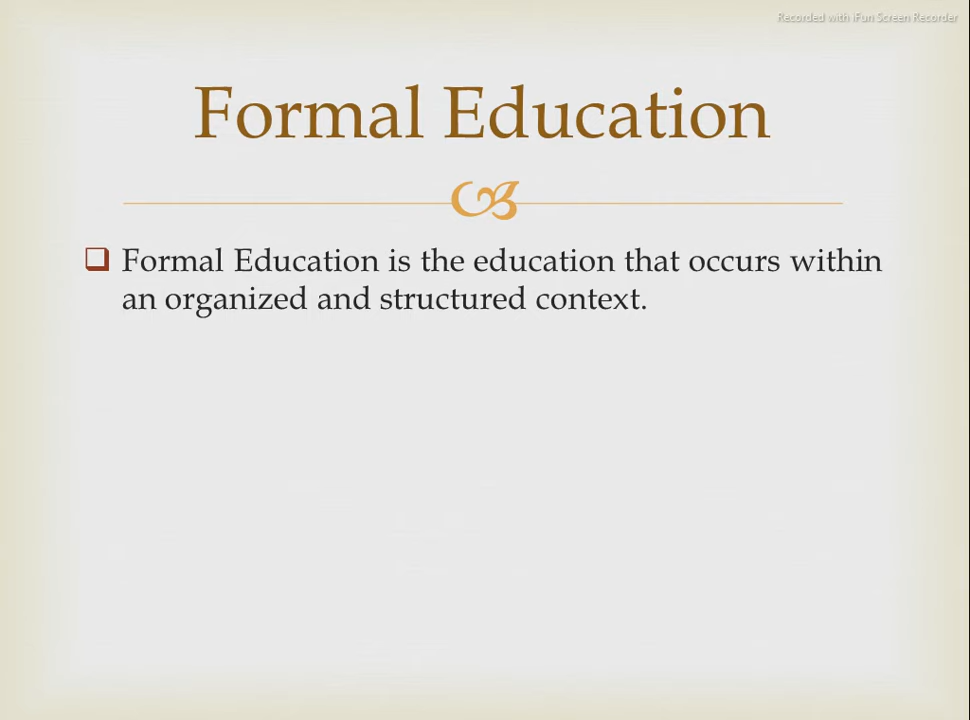 Recorded with iFun Screen Recorder
Formal Education
Formal Education is the education that occurs within
an organized and structured context.